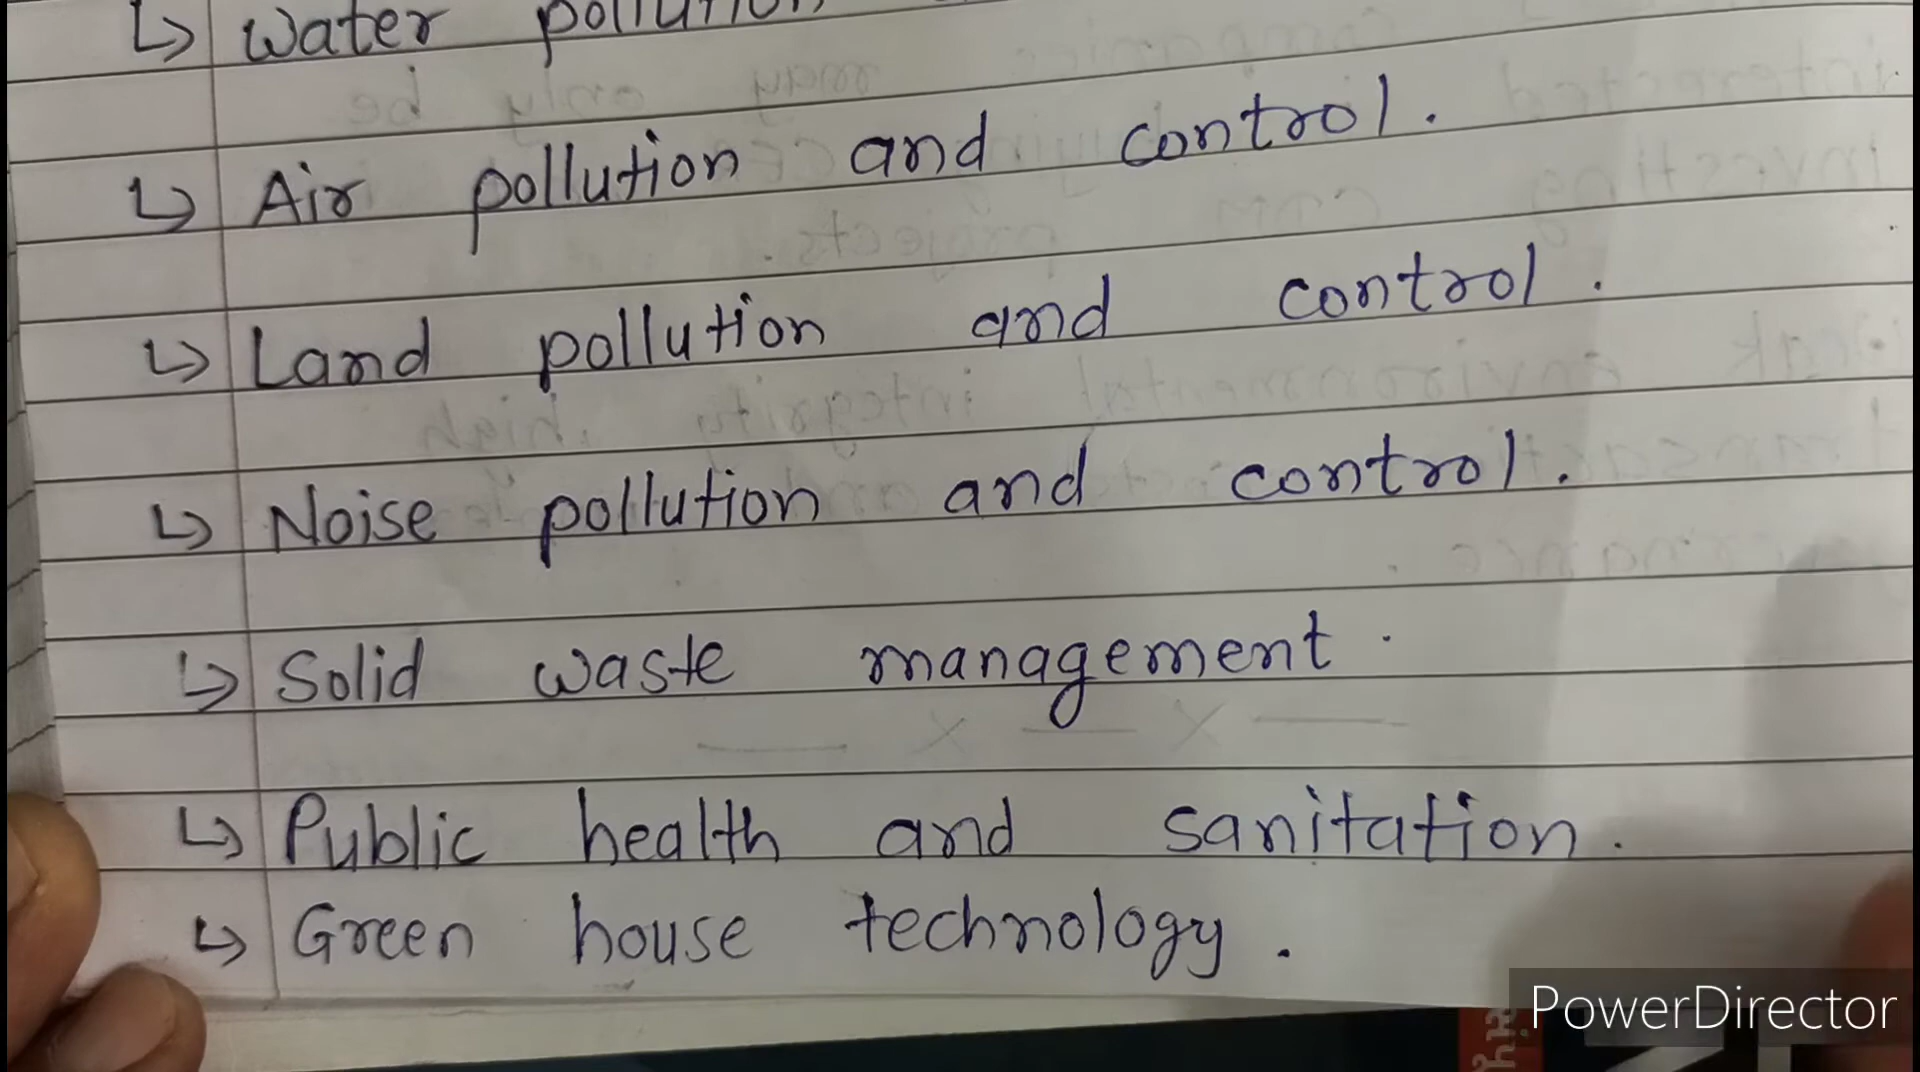 ↳ Water pollution
↳ Air pollution and control.
↳ Land pollution and control.
↳ Noise pollution and control.
↳ Solid waste management.
↳ Public health and sanitation.
↳ Green house technology.
PowerDirector